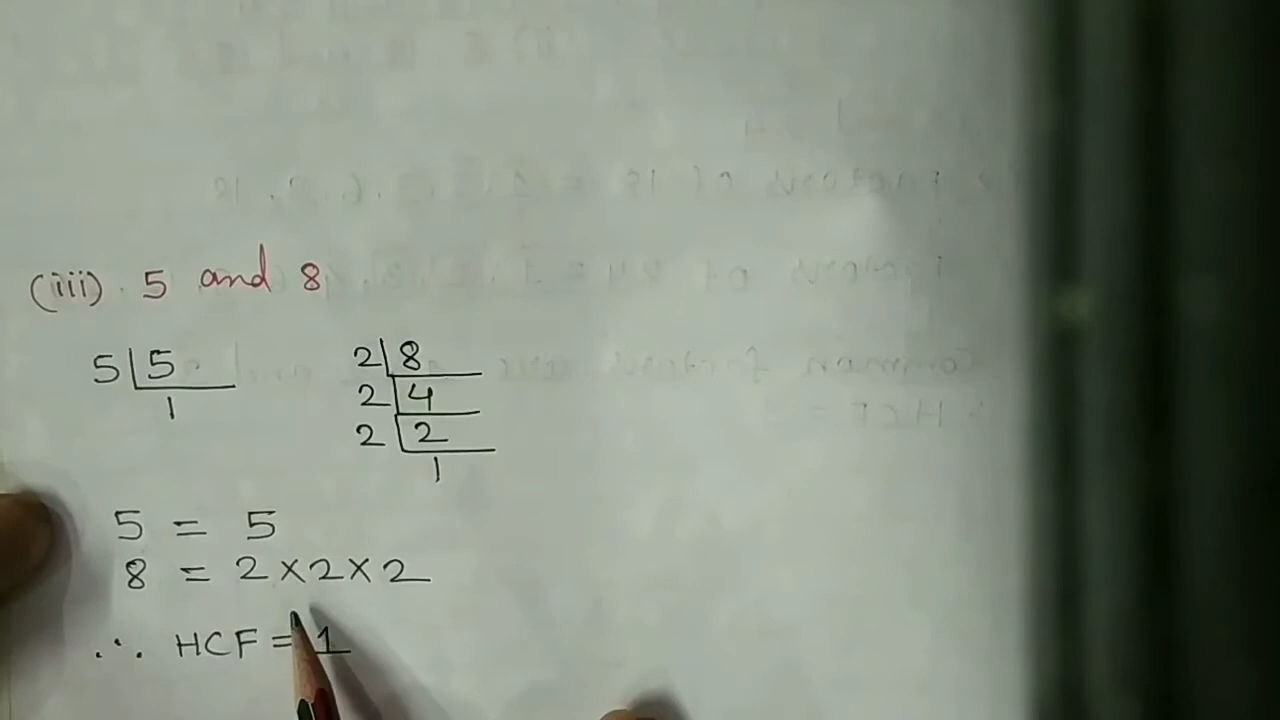 (iii) 5 and 8
5 5 2 8
1 2 4
2 2
1
5 = 5
8 = 2 × 2 × 2
∴ HCF = 1